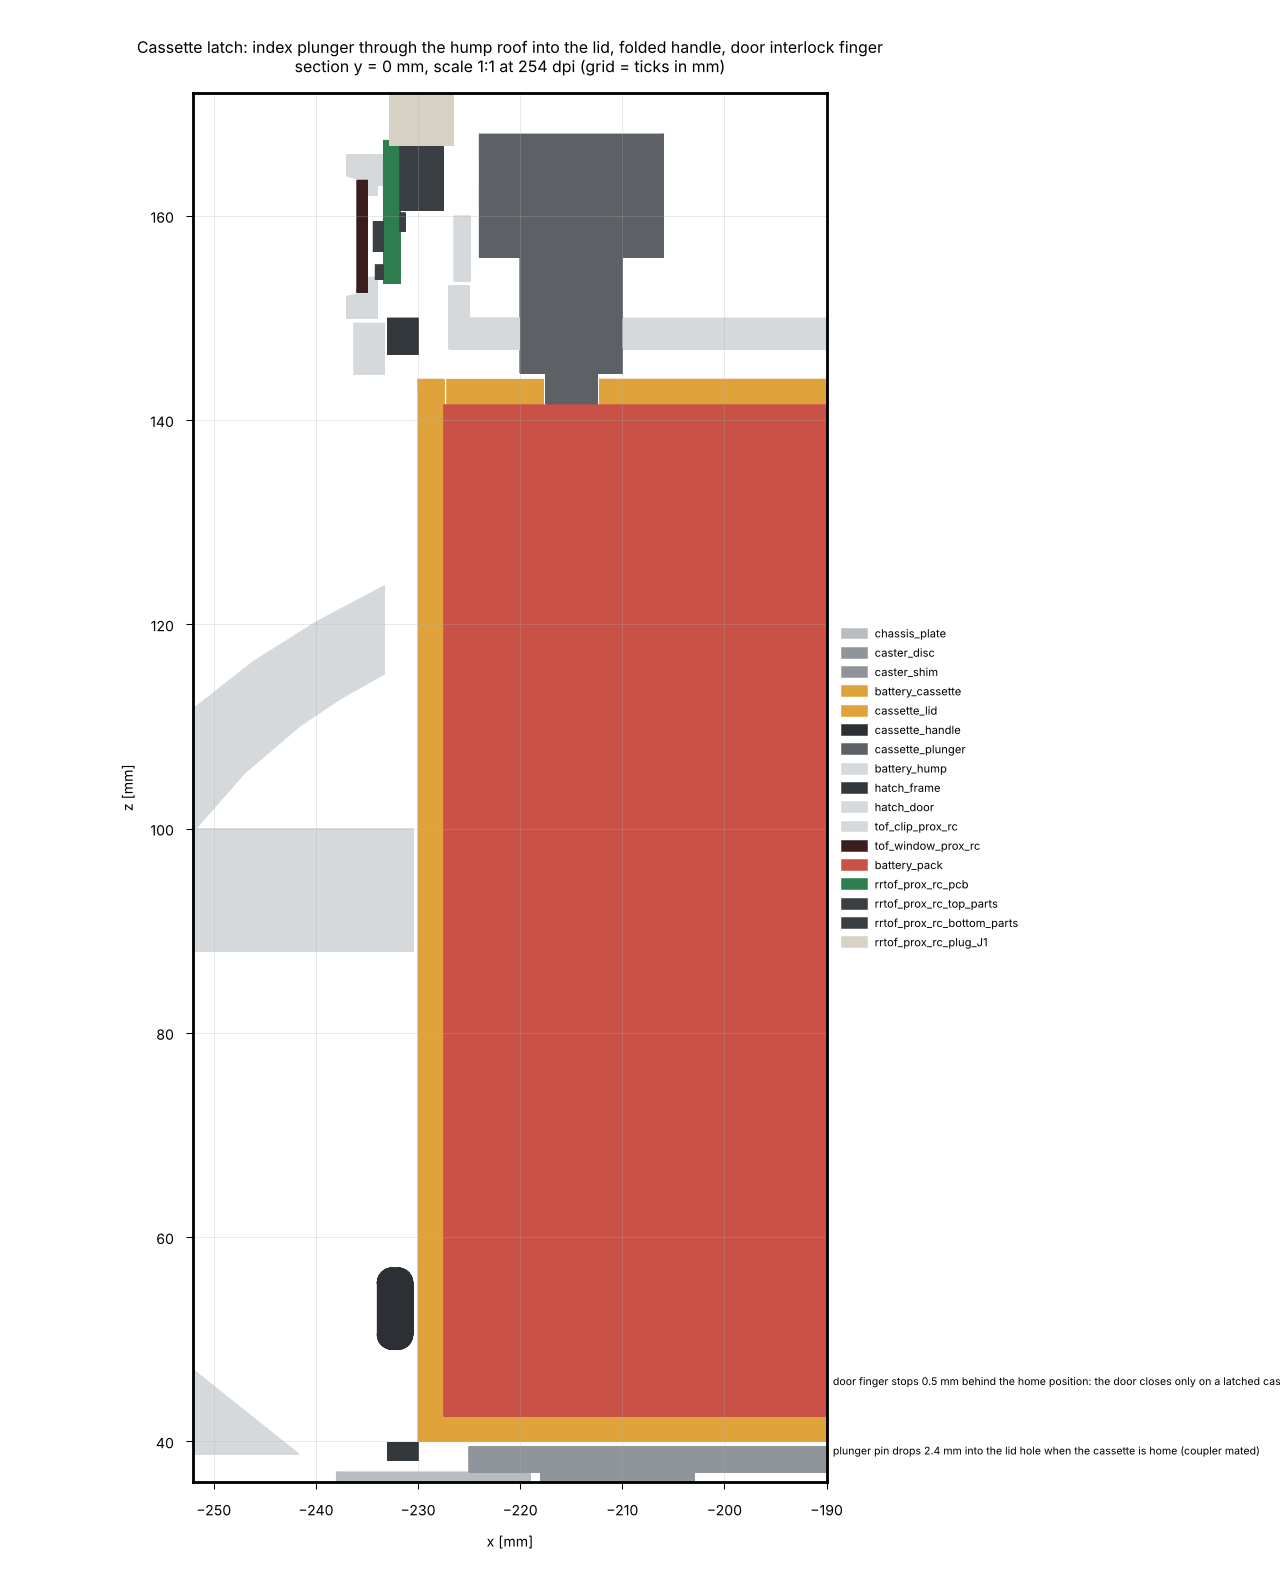 Cassette latch: index plunger through the hump roof into the lid, folded handle, door interlock finger
section y = 0 mm, scale 1:1 at 254 dpi (grid = ticks in mm)
160
140
120
100
80
60
40
z [mm]
−250
−240
−230
−220
−210
−200
−190
x [mm]
chassis_plate
caster_disc
caster_shim
battery_cassette
cassette_lid
cassette_handle
cassette_plunger
battery_hump
hatch_frame
hatch_door
tof_clip_prox_rc
tof_window_prox_rc
battery_pack
rrtof_prox_rc_pcb
rrtof_prox_rc_top_parts
rrtof_prox_rc_bottom_parts
rrtof_prox_rc_plug_J1
door finger stops 0.5 mm behind the home position: the door closes only on a latched cas
plunger pin drops 2.4 mm into the lid hole when the cassette is home (coupler mated)